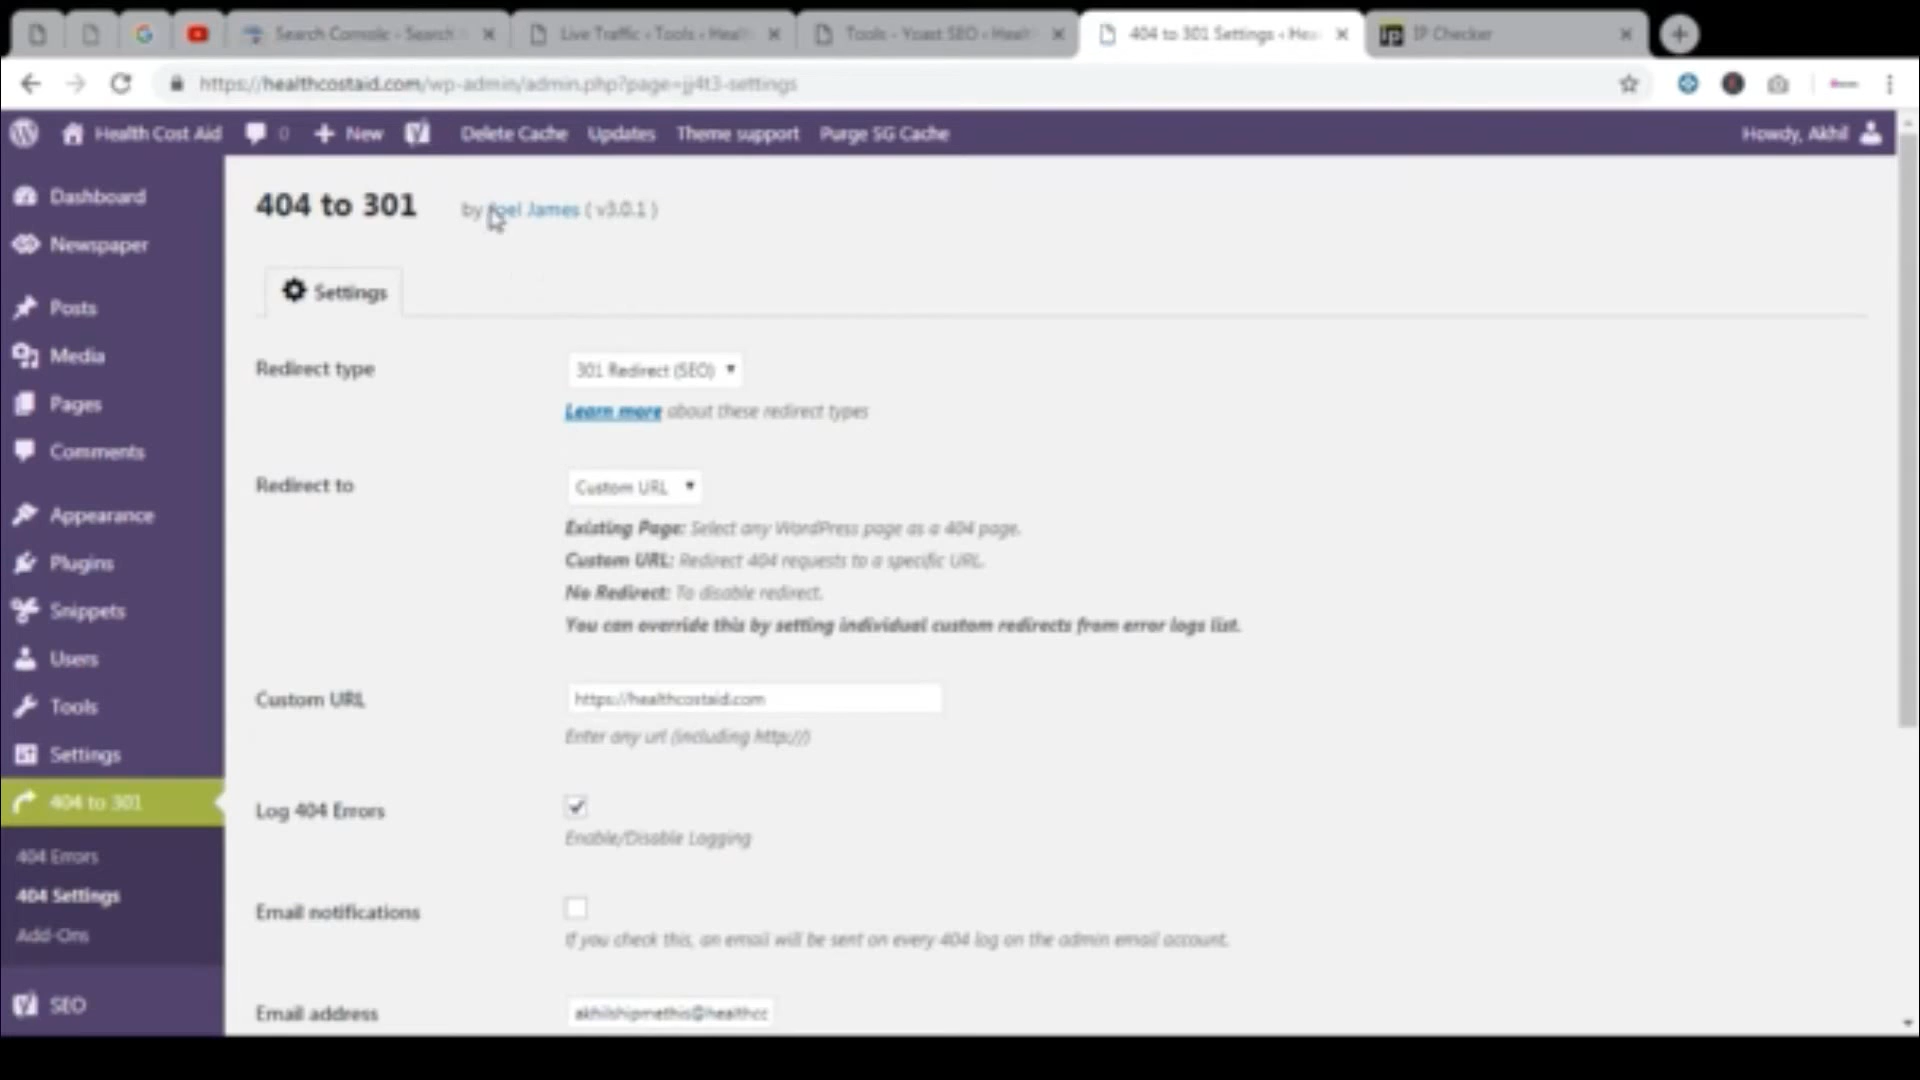 Search Console - Search
Live Traffic ‹ Tools ‹ Healt
Tools - Yoast SEO ‹ Healt
404 to 301 Settings ‹ Hea
IP Checker
https://healthcostaid.com/wp-admin/admin.php?page=jj4t3-settings
Health Cost Aid
0
New
Delete Cache
Updates
Theme support
Purge SG Cache
Howdy, Akhil
Dashboard
Newspaper
Posts
Media
Pages
Comments
Appearance
Plugins
Snippets
Users
Tools
Settings
404 to 301
404 Errors
404 Settings
Add-Ons
SEO
404 to 301 by Joel James ( v3.0.1 )
Settings
Redirect type
301 Redirect (SEO)
Learn more about these redirect types
Redirect to
Custom URL
Existing Page: Select any WordPress page as a 404 page.
Custom URL: Redirect 404 requests to a specific URL.
No Redirect: To disable redirect.
You can override this by setting individual custom redirects from error logs list.
Custom URL
https://healthcostaid.com
Enter any url (including http://)
Log 404 Errors
Enable/Disable Logging
Email notifications
If you check this, an email will be sent on every 404 log on the admin email account.
Email address